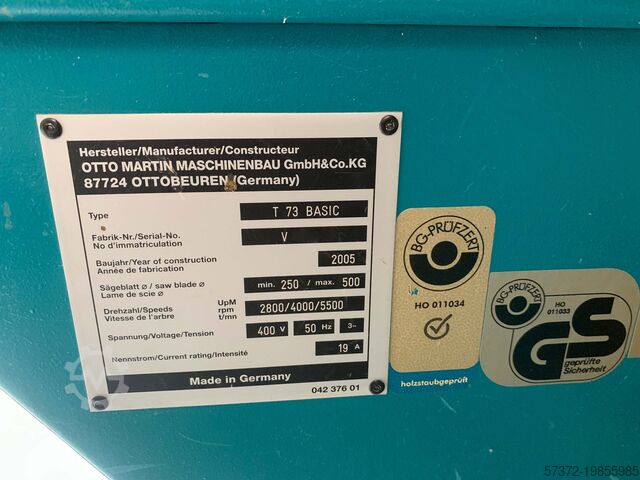 Hersteller/Manufacturer/Constructeur
OTTO MARTIN MASCHINENBAU GmbH&Co.KG
87724 OTTOBEUREN (Germany)
Type T 73 BASIC
Fabrik-Nr./Serial-No. V
No d'immatriculation
Baujahr/Year of construction 2005
Année de fabrication
Sägeblatt ø / saw blade ø min. 250 / max. 500
Lame de scie ø
Drehzahl/Speeds UpM
Vitesse de l'arbre rpm 2800/4000/5500
t/mn
Spannung/Voltage/Tension 400 V 50 Hz 3~
Nennstrom/Current rating/Intensité 19 A
Made in Germany
042 376 01
BG-PRÜFZERT
HO 011034
holzstaubgeprüft
BG-PRÜFZERT
HO
011033
GS
geprüfte
Sicherheit
57372-19855985